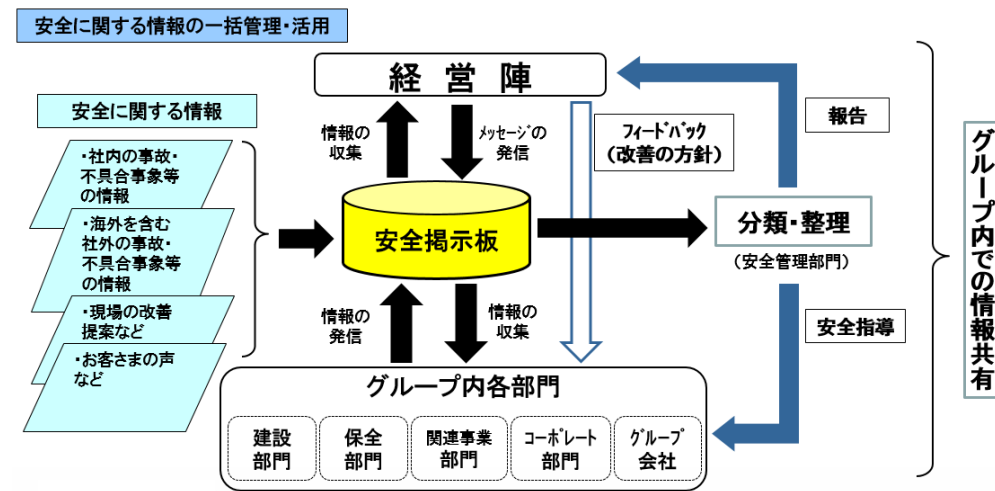 安全に関する情報の一括管理・活用
経営陣
安全に関する情報
・社内の事故・
不具合事象等
の情報
・海外を含む
社外の事故・
不具合事象等
の情報
・現場の改善
提案など
・お客さまの声
など
情報の
収集
ﾒｯｾｰｼﾞの
発信
ﾌｨｰﾄﾞﾊﾞｯｸ
（改善の方針）
報告
安全掲示板
分類・整理
（安全管理部門）
情報の
発信
情報の
収集
安全指導
グループ内各部門
建設
部門
保全
部門
関連事業
部門
ｺｰﾎﾟﾚｰﾄ
部門
ｸﾞﾙｰﾌﾟ
会社
グループ内での情報共有